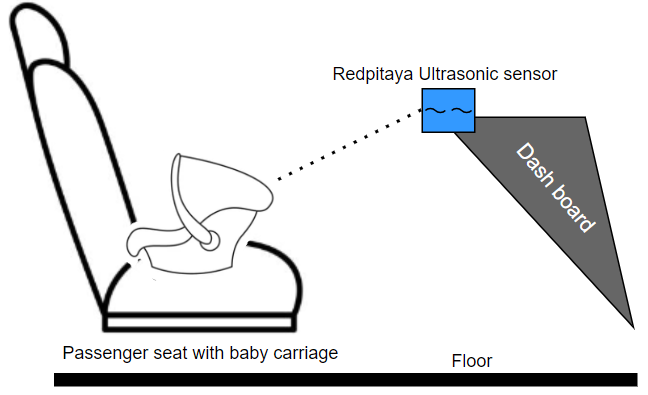 Redpitaya Ultrasonic sensor
Dash board
Passenger seat with baby carriage
Floor